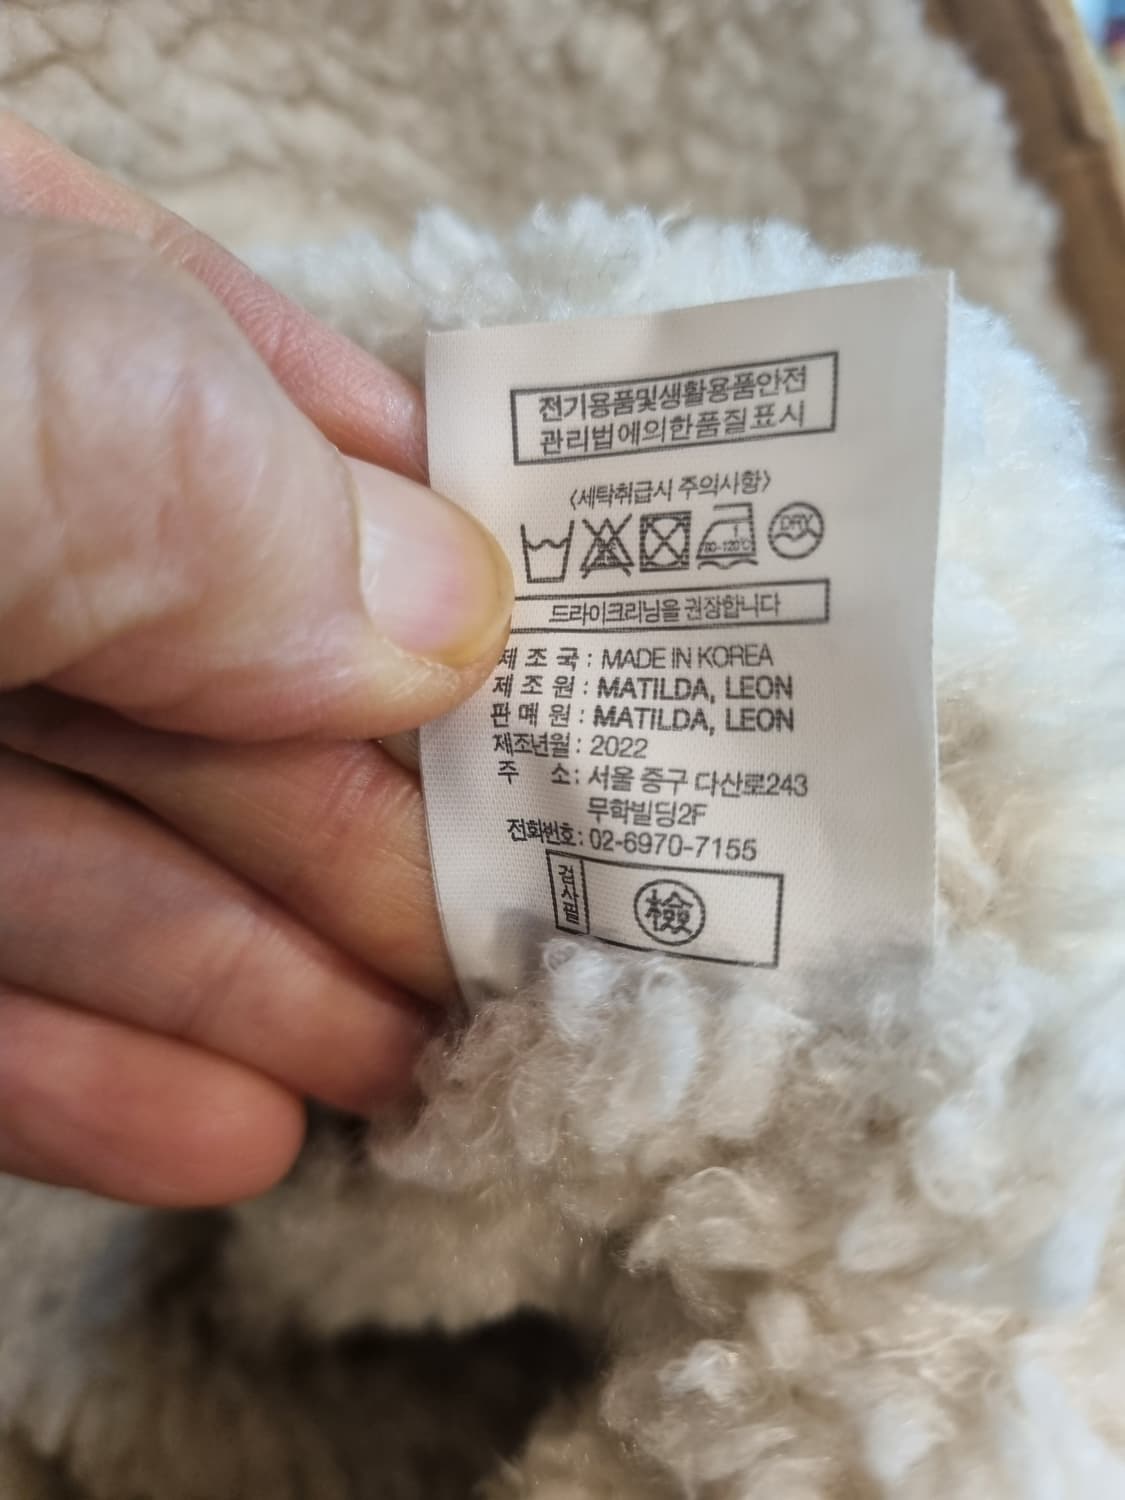 전기용품및생활용품안전
관리법에의한품질표시
<세탁취급시 주의사항>
80-120℃
DRY
드라이크리닝을 권장합니다
제 조 국 : MADE IN KOREA
제 조 원 : MATILDA, LEON
판 매 원 : MATILDA, LEON
제조년월 : 2022
주 소 : 서울 중구 다산로243
무학빌딩2F
전화번호 : 02-6970-7155
검사필
檢